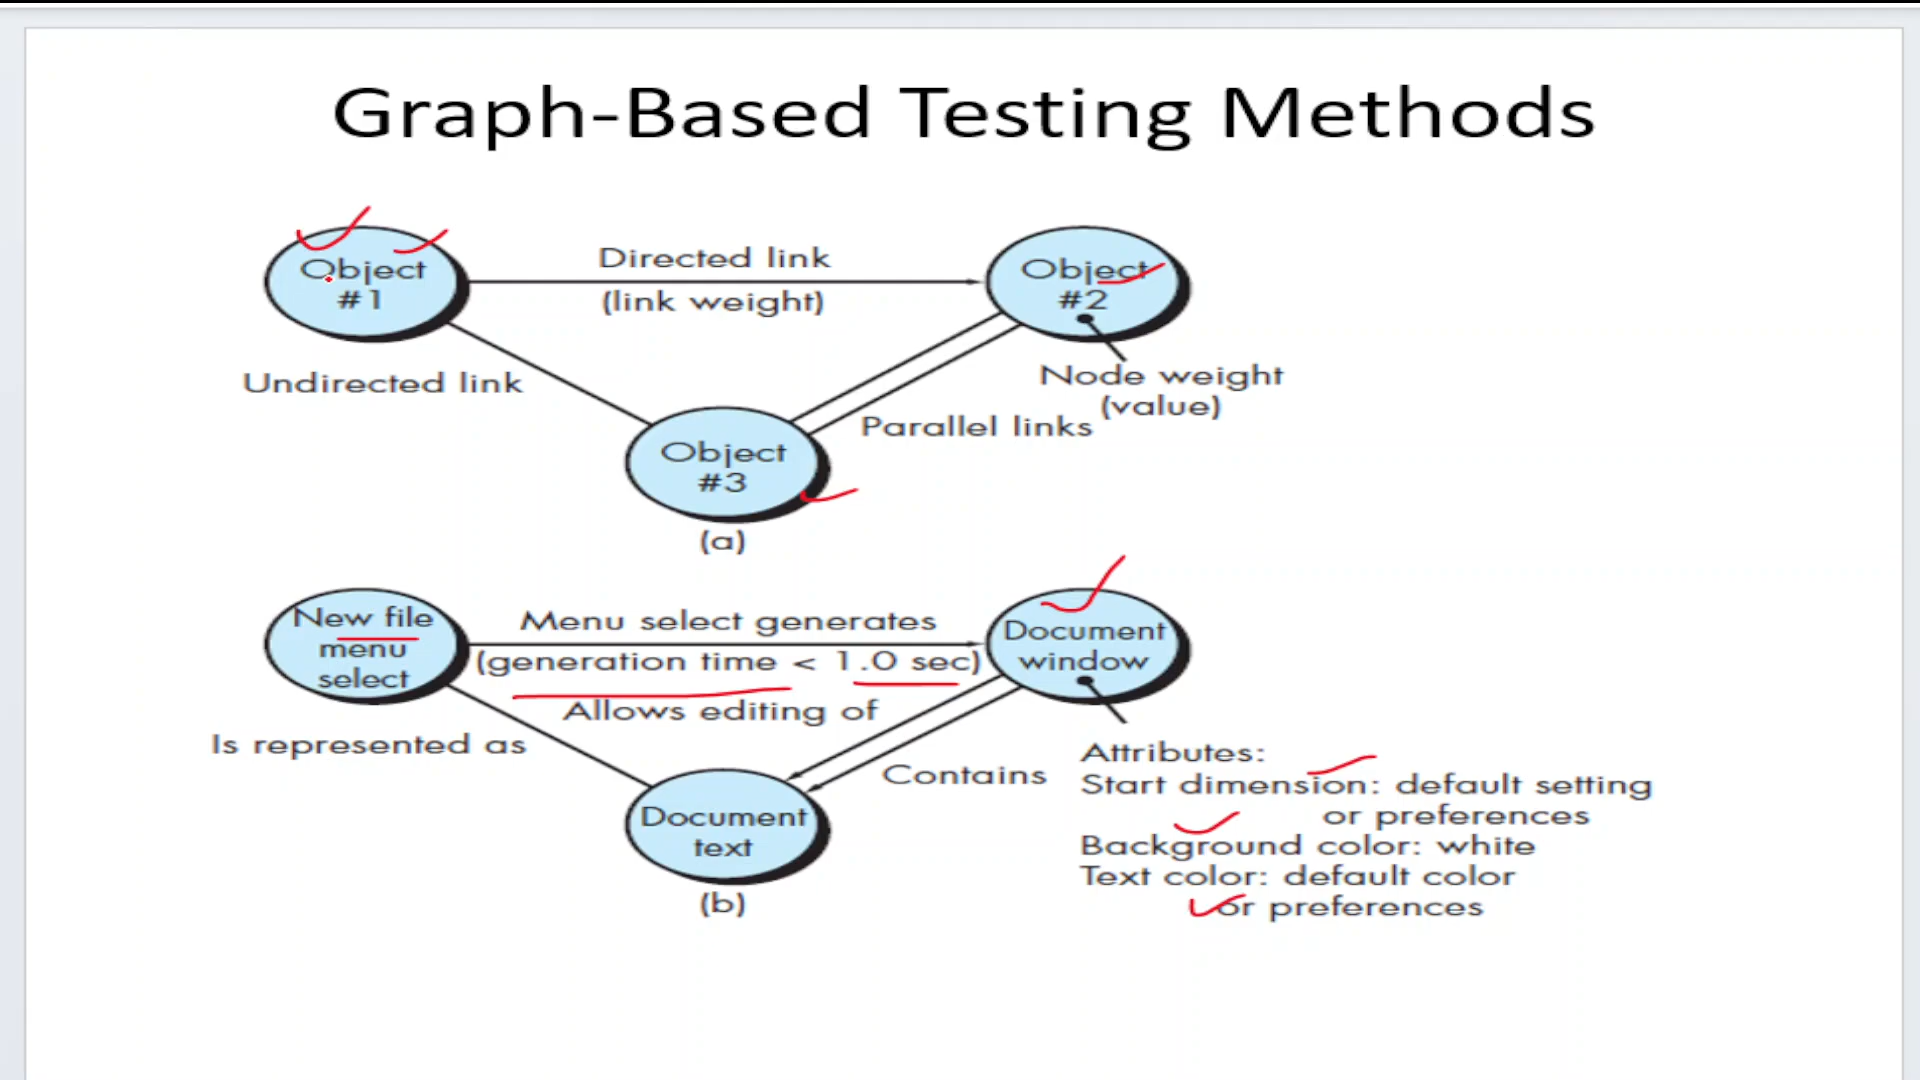 Graph-Based Testing Methods
Object
#1
Directed link
(link weight)
Object
#2
Undirected link
Node weight
(value)
Parallel links
Object
#3
(a)
New file
menu
select
Menu select generates
(generation time < 1.0 sec)
Document
window
Allows editing of
Is represented as
Contains
Attributes:
Start dimension: default setting
or preferences
Background color: white
Text color: default color
or preferences
Document
text
(b)